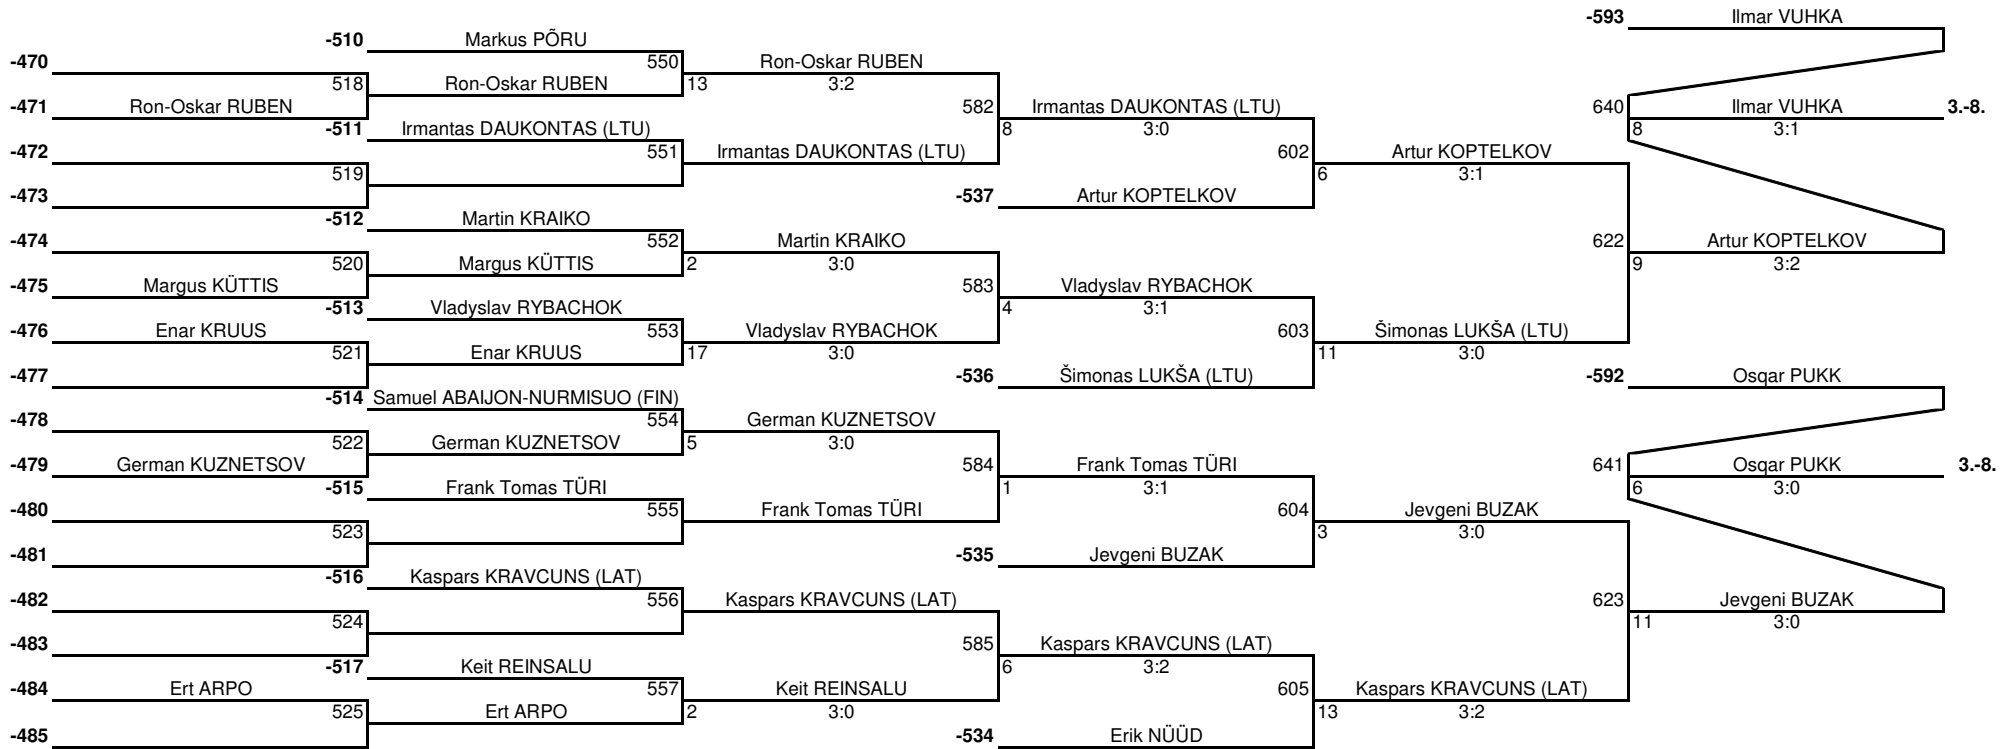 -593 Ilmar VUHKA
-510 Markus PÕRU
-470 550 Ron-Oskar RUBEN
518 Ron-Oskar RUBEN 13 3:2
-471 Ron-Oskar RUBEN 582 Irmantas DAUKONTAS (LTU) 640 Ilmar VUHKA 3.-8.
-511 Irmantas DAUKONTAS (LTU) 8 3:0 8 3:1
-472 551 Irmantas DAUKONTAS (LTU) 602 Artur KOPTELKOV
519 6 3:1
-473 -537 Artur KOPTELKOV
-512 Martin KRAIKO
-474 552 Martin KRAIKO 622 Artur KOPTELKOV
520 Margus KÜTTIS 2 3:0 9 3:2
-475 Margus KÜTTIS 583 Vladyslav RYBACHOK
-513 Vladyslav RYBACHOK 4 3:1
-476 Enar KRUUS 553 Vladyslav RYBACHOK 603 Šimonas LUKŠA (LTU)
521 Enar KRUUS 17 3:0 11 3:0
-477 -536 Šimonas LUKŠA (LTU) -592 Osqar PUKK
-514 Samuel ABAIJON-NURMISUO (FIN)
-478 554 German KUZNETSOV
522 German KUZNETSOV 5 3:0
-479 German KUZNETSOV 584 Frank Tomas TÜRI 641 Osqar PUKK 3.-8.
-515 Frank Tomas TÜRI 1 3:1 6 3:0
-480 555 Frank Tomas TÜRI 604 Jevgeni BUZAK
523 3 3:0
-481 -535 Jevgeni BUZAK
-516 Kaspars KRAVCUNS (LAT)
-482 556 Kaspars KRAVCUNS (LAT) 623 Jevgeni BUZAK
524 11 3:0
-483 585 Kaspars KRAVCUNS (LAT)
-517 Keit REINSALU 6 3:2
-484 Ert ARPO 557 Keit REINSALU 605 Kaspars KRAVCUNS (LAT)
525 Ert ARPO 2 3:0 13 3:2
-485 -534 Erik NÜÜD